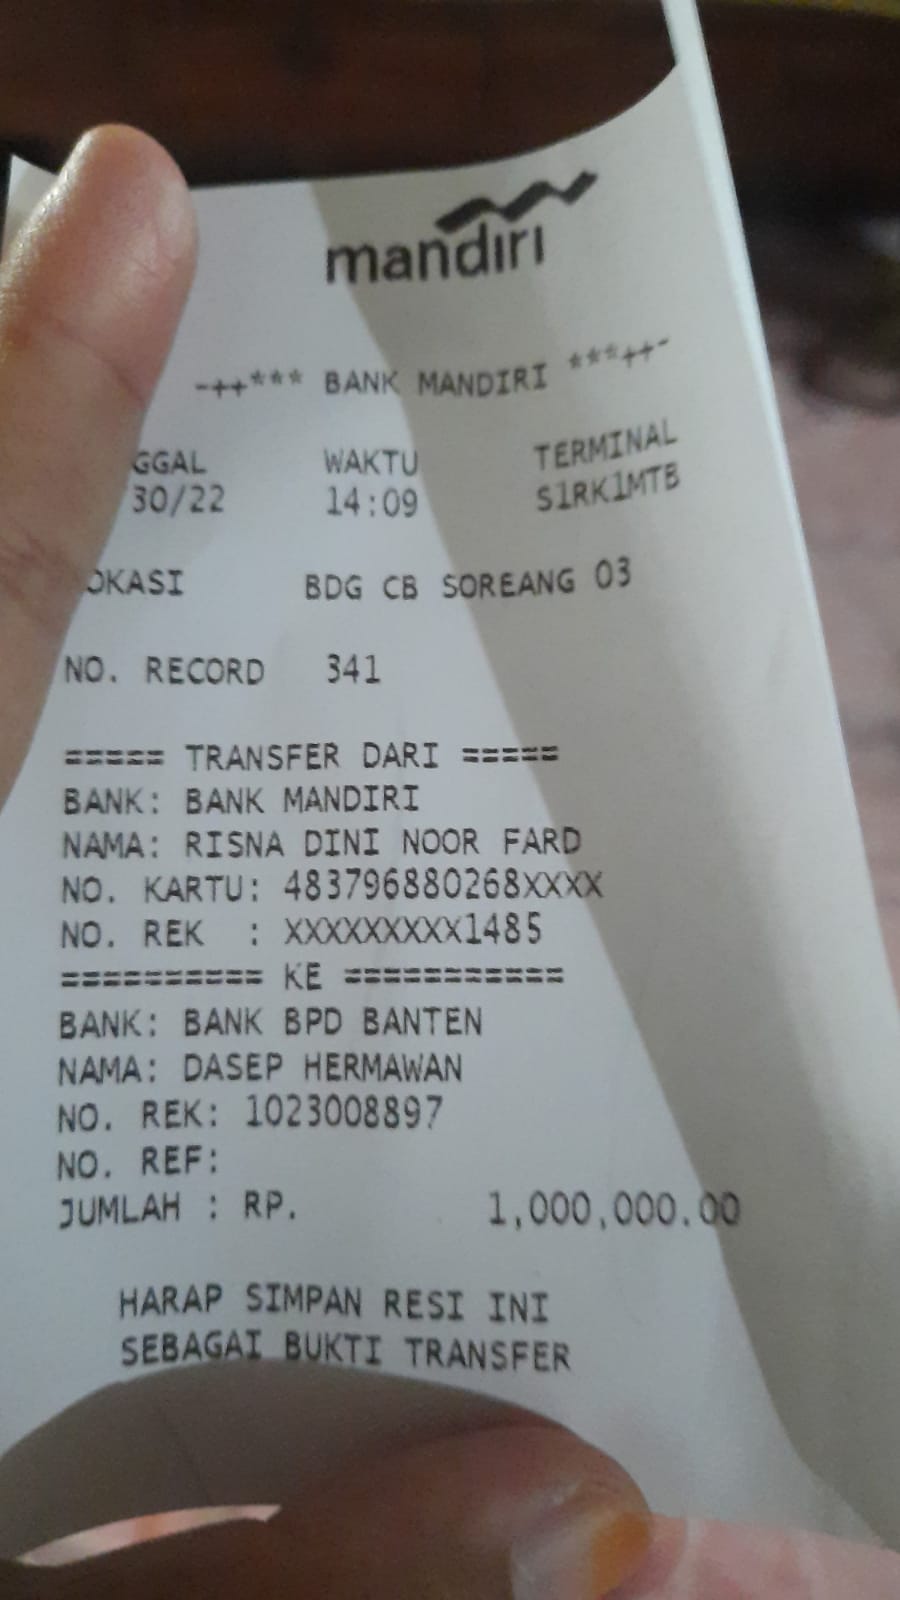 mandırı
-++*** BANK MANDIRI ***++-
GGAL WAKTU TERMINAL
30/22 14:09 S1RK1MTB
OKASI BDG CB SOREANG 03
NO. RECORD 341
===== TRANSFER DARI =====
BANK: BANK MANDIRI
NAMA: RISNA DINI NOOR FARD
NO. KARTU: 483796880268XXXX
NO. REK : XXXXXXXXX1485
========== KE ===========
BANK: BANK BPD BANTEN
NAMA: DASEP HERMAWAN
NO. REK: 1023008897
NO. REF:
JUMLAH : RP. 1,000,000.00
HARAP SIMPAN RESI INI
SEBAGAI BUKTI TRANSFER